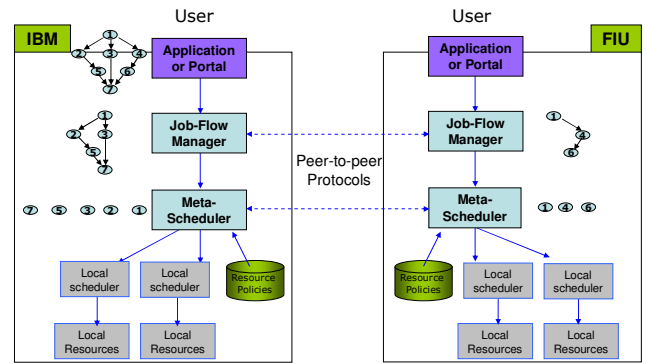 User
User
IBM
FIU
1
2
3
4
5
6
7
Application
or Portal
Application
or Portal
1
2
3
5
7
Job-Flow
Manager
Job-Flow
Manager
1
4
6
Peer-to-peer
Protocols
7 5 3 2 1
Meta-
Scheduler
Meta-
Scheduler
1 4 6
Local
scheduler
Local
scheduler
Resource
Policies
Resource
Policies
Local
scheduler
Local
scheduler
Local
Resources
Local
Resources
Local
Resources
Local
Resources